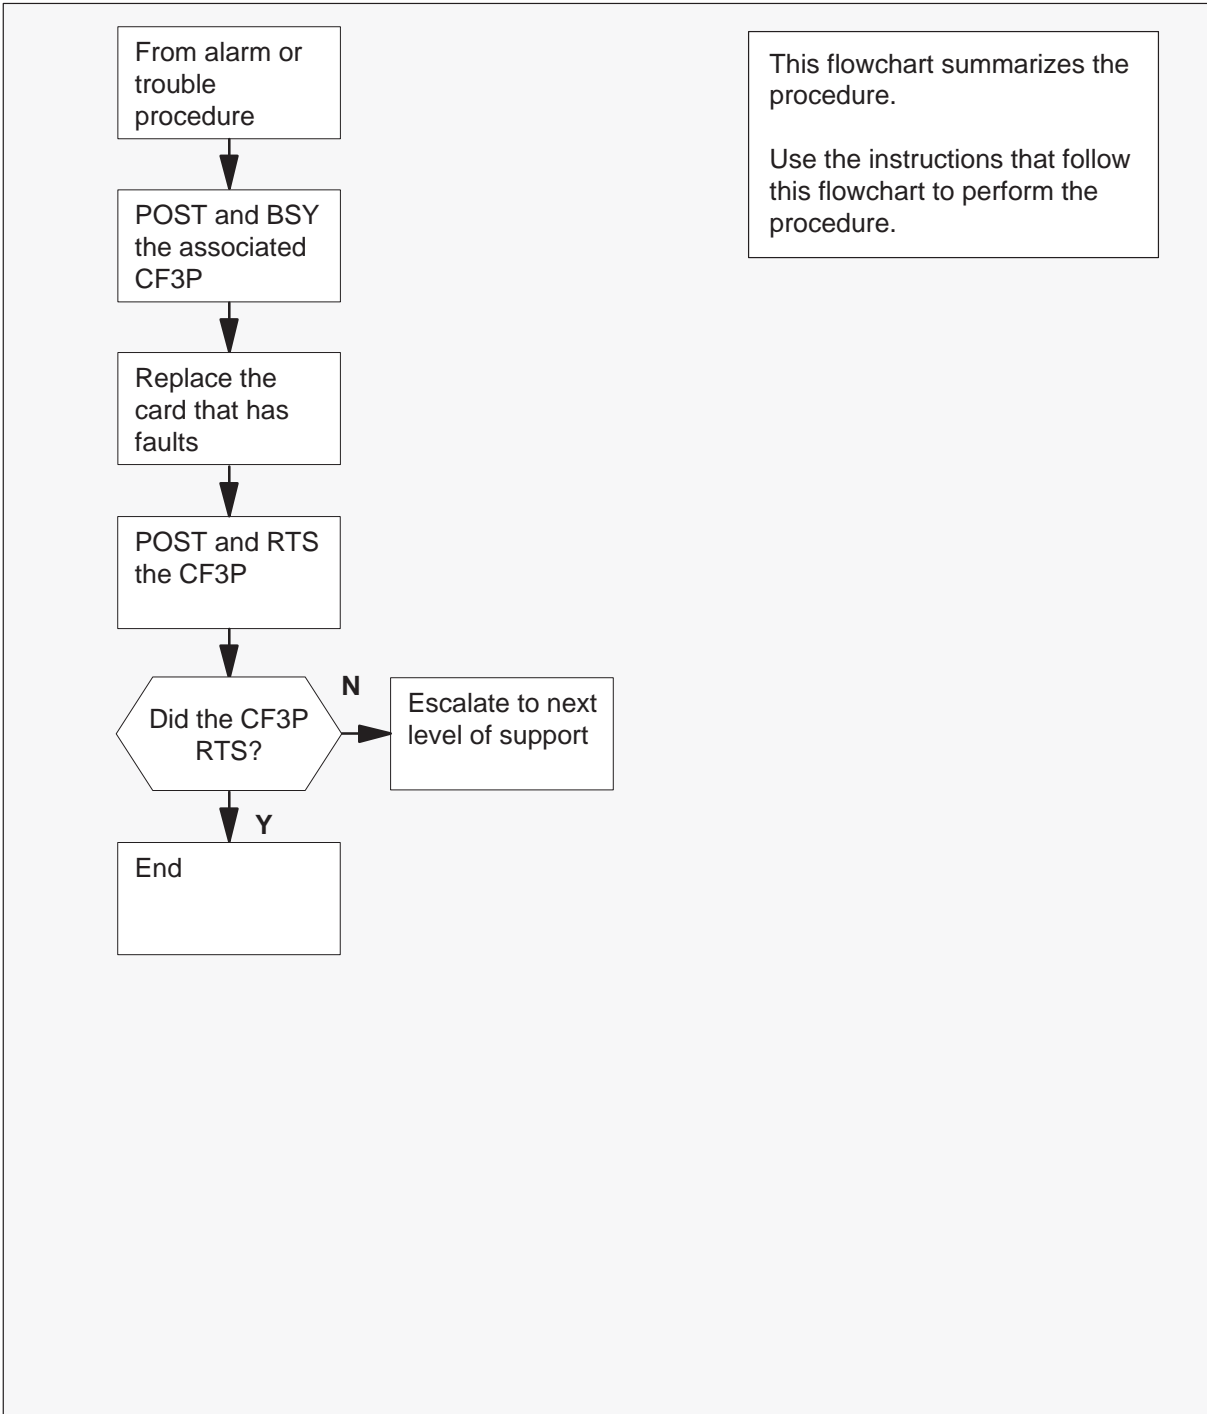 From alarm or
trouble
procedure
This flowchart summarizes the
procedure.
Use the instructions that follow
this flowchart to perform the
procedure.
POST and BSY
the associated
CF3P
Replace the
card that has
faults
POST and RTS
the CF3P
Did the CF3P
RTS?
N
Escalate to next
level of support
Y
End